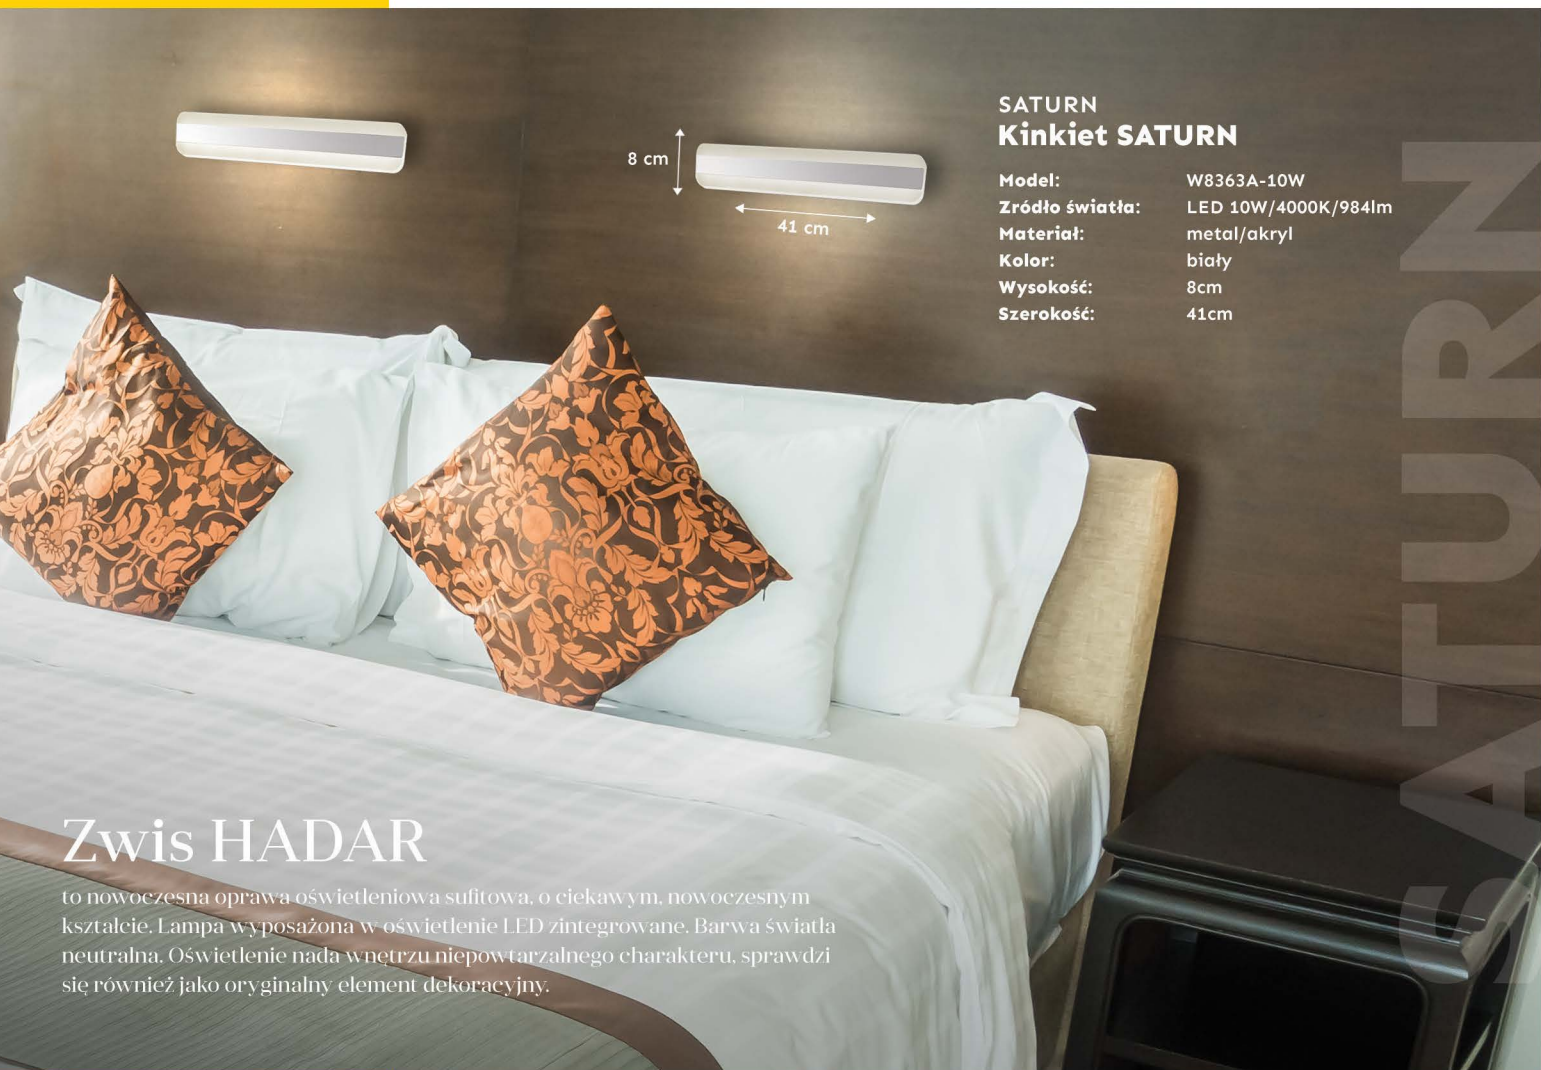 SATURN
Kinkiet SATURN
Model: W8363A-10W
Zródło światła: LED 10W/4000K/984lm
Materiał: metal/akryl
Kolor: biały
Wysokość: 8cm
Szerokość: 41cm
8 cm
41 cm
SATURN
Zwis HADAR
to nowoczesna oprawa oświetleniowa sufitowa, o ciekawym, nowoczesnym
kształcie. Lampa wyposażona w oświetlenie LED zintegrowane. Barwa światła
neutralna. Oświetlenie nada wnętrzu niepowtarzalnego charakteru, sprawdzi
się również jako oryginalny element dekoracyjny.